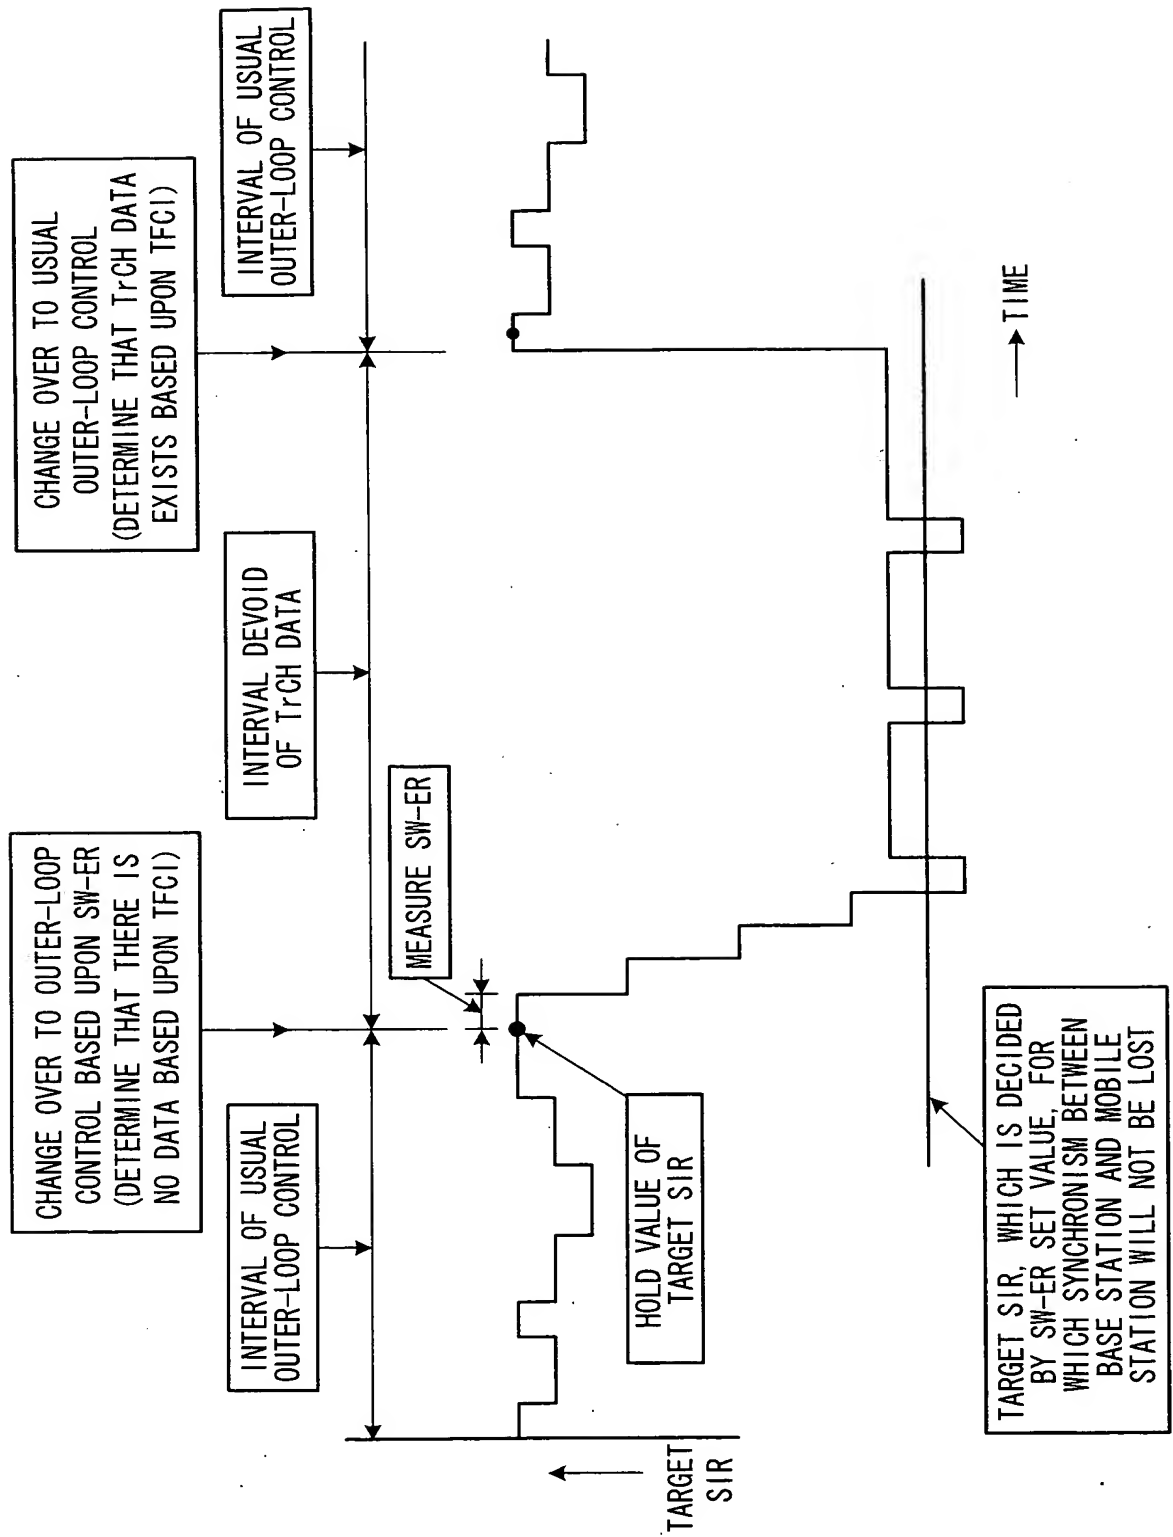 CHANGE OVER TO OUTER-LOOP
CONTROL BASED UPON SW-ER
(DETERMINE THAT THERE IS
NO DATA BASED UPON TFCI)
CHANGE OVER TO USUAL
OUTER-LOOP CONTROL
(DETERMINE THAT TrCH DATA
EXISTS BASED UPON TFCI)
INTERVAL OF USUAL
OUTER-LOOP CONTROL
INTERVAL DEVOID
OF TrCH DATA
INTERVAL OF USUAL
OUTER-LOOP CONTROL
MEASURE SW-ER
HOLD VALUE OF
TARGET SIR
TARGET
SIR
TIME
TARGET SIR, WHICH IS DECIDED
BY SW-ER SET VALUE, FOR
WHICH SYNCHRONISM BETWEEN
BASE STATION AND MOBILE
STATION WILL NOT BE LOST